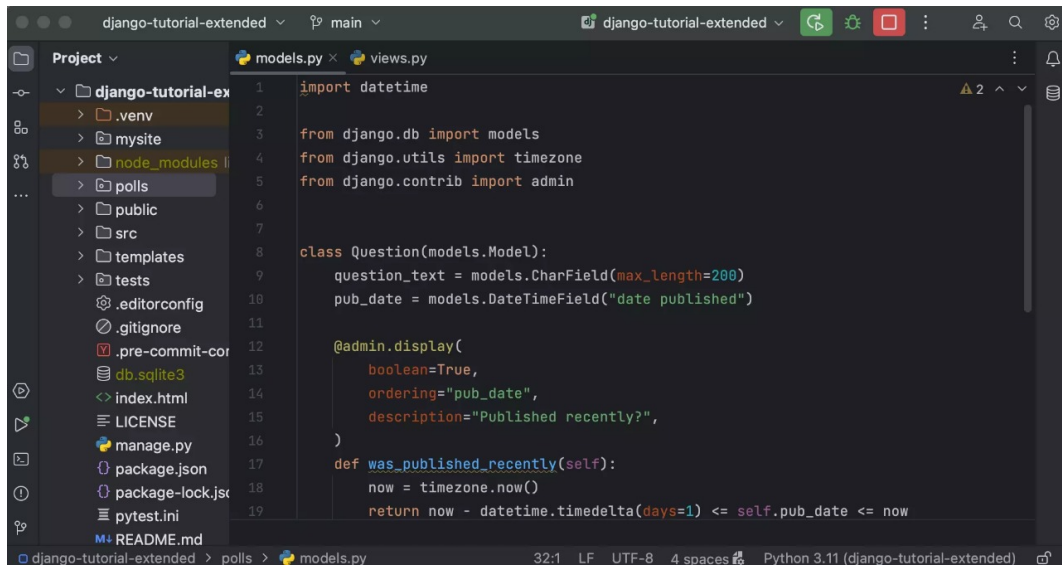 django-tutorial-extended main django-tutorial-extended
Project
models.py views.py
django-tutorial-ex
.venv
mysite
node_modules li
polls
public
src
templates
tests
.editorconfig
.gitignore
.pre-commit-cor
db.sqlite3
index.html
LICENSE
manage.py
package.json
package-lock.jso
pytest.ini
README.md
2
1 import datetime
2
3 from django.db import models
4 from django.utils import timezone
5 from django.contrib import admin
6
7
8 class Question(models.Model):
9 question_text = models.CharField(max_length=200)
10 pub_date = models.DateTimeField("date published")
11
12 @admin.display(
13 boolean=True,
14 ordering="pub_date",
15 description="Published recently?",
16 )
17 def was_published_recently(self):
18 now = timezone.now()
19 return now - datetime.timedelta(days=1) <= self.pub_date <= now
django-tutorial-extended > polls > models.py 32:1 LF UTF-8 4 spaces Python 3.11 (django-tutorial-extended)